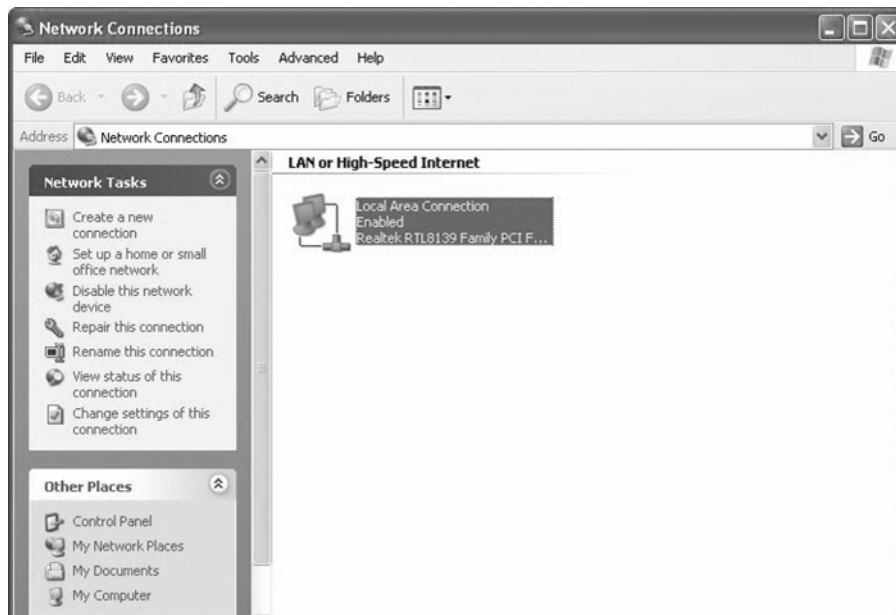 Network Connections
File Edit View Favorites Tools Advanced Help
Back Search Folders
Address Network Connections Go
Network Tasks
Create a new
connection
Set up a home or small
office network
Disable this network
device
Repair this connection
Rename this connection
View status of this
connection
Change settings of this
connection
Other Places
Control Panel
My Network Places
My Documents
My Computer
LAN or High-Speed Internet
Local Area Connection
Enabled
Realtek RTL8139 Family PCI F...